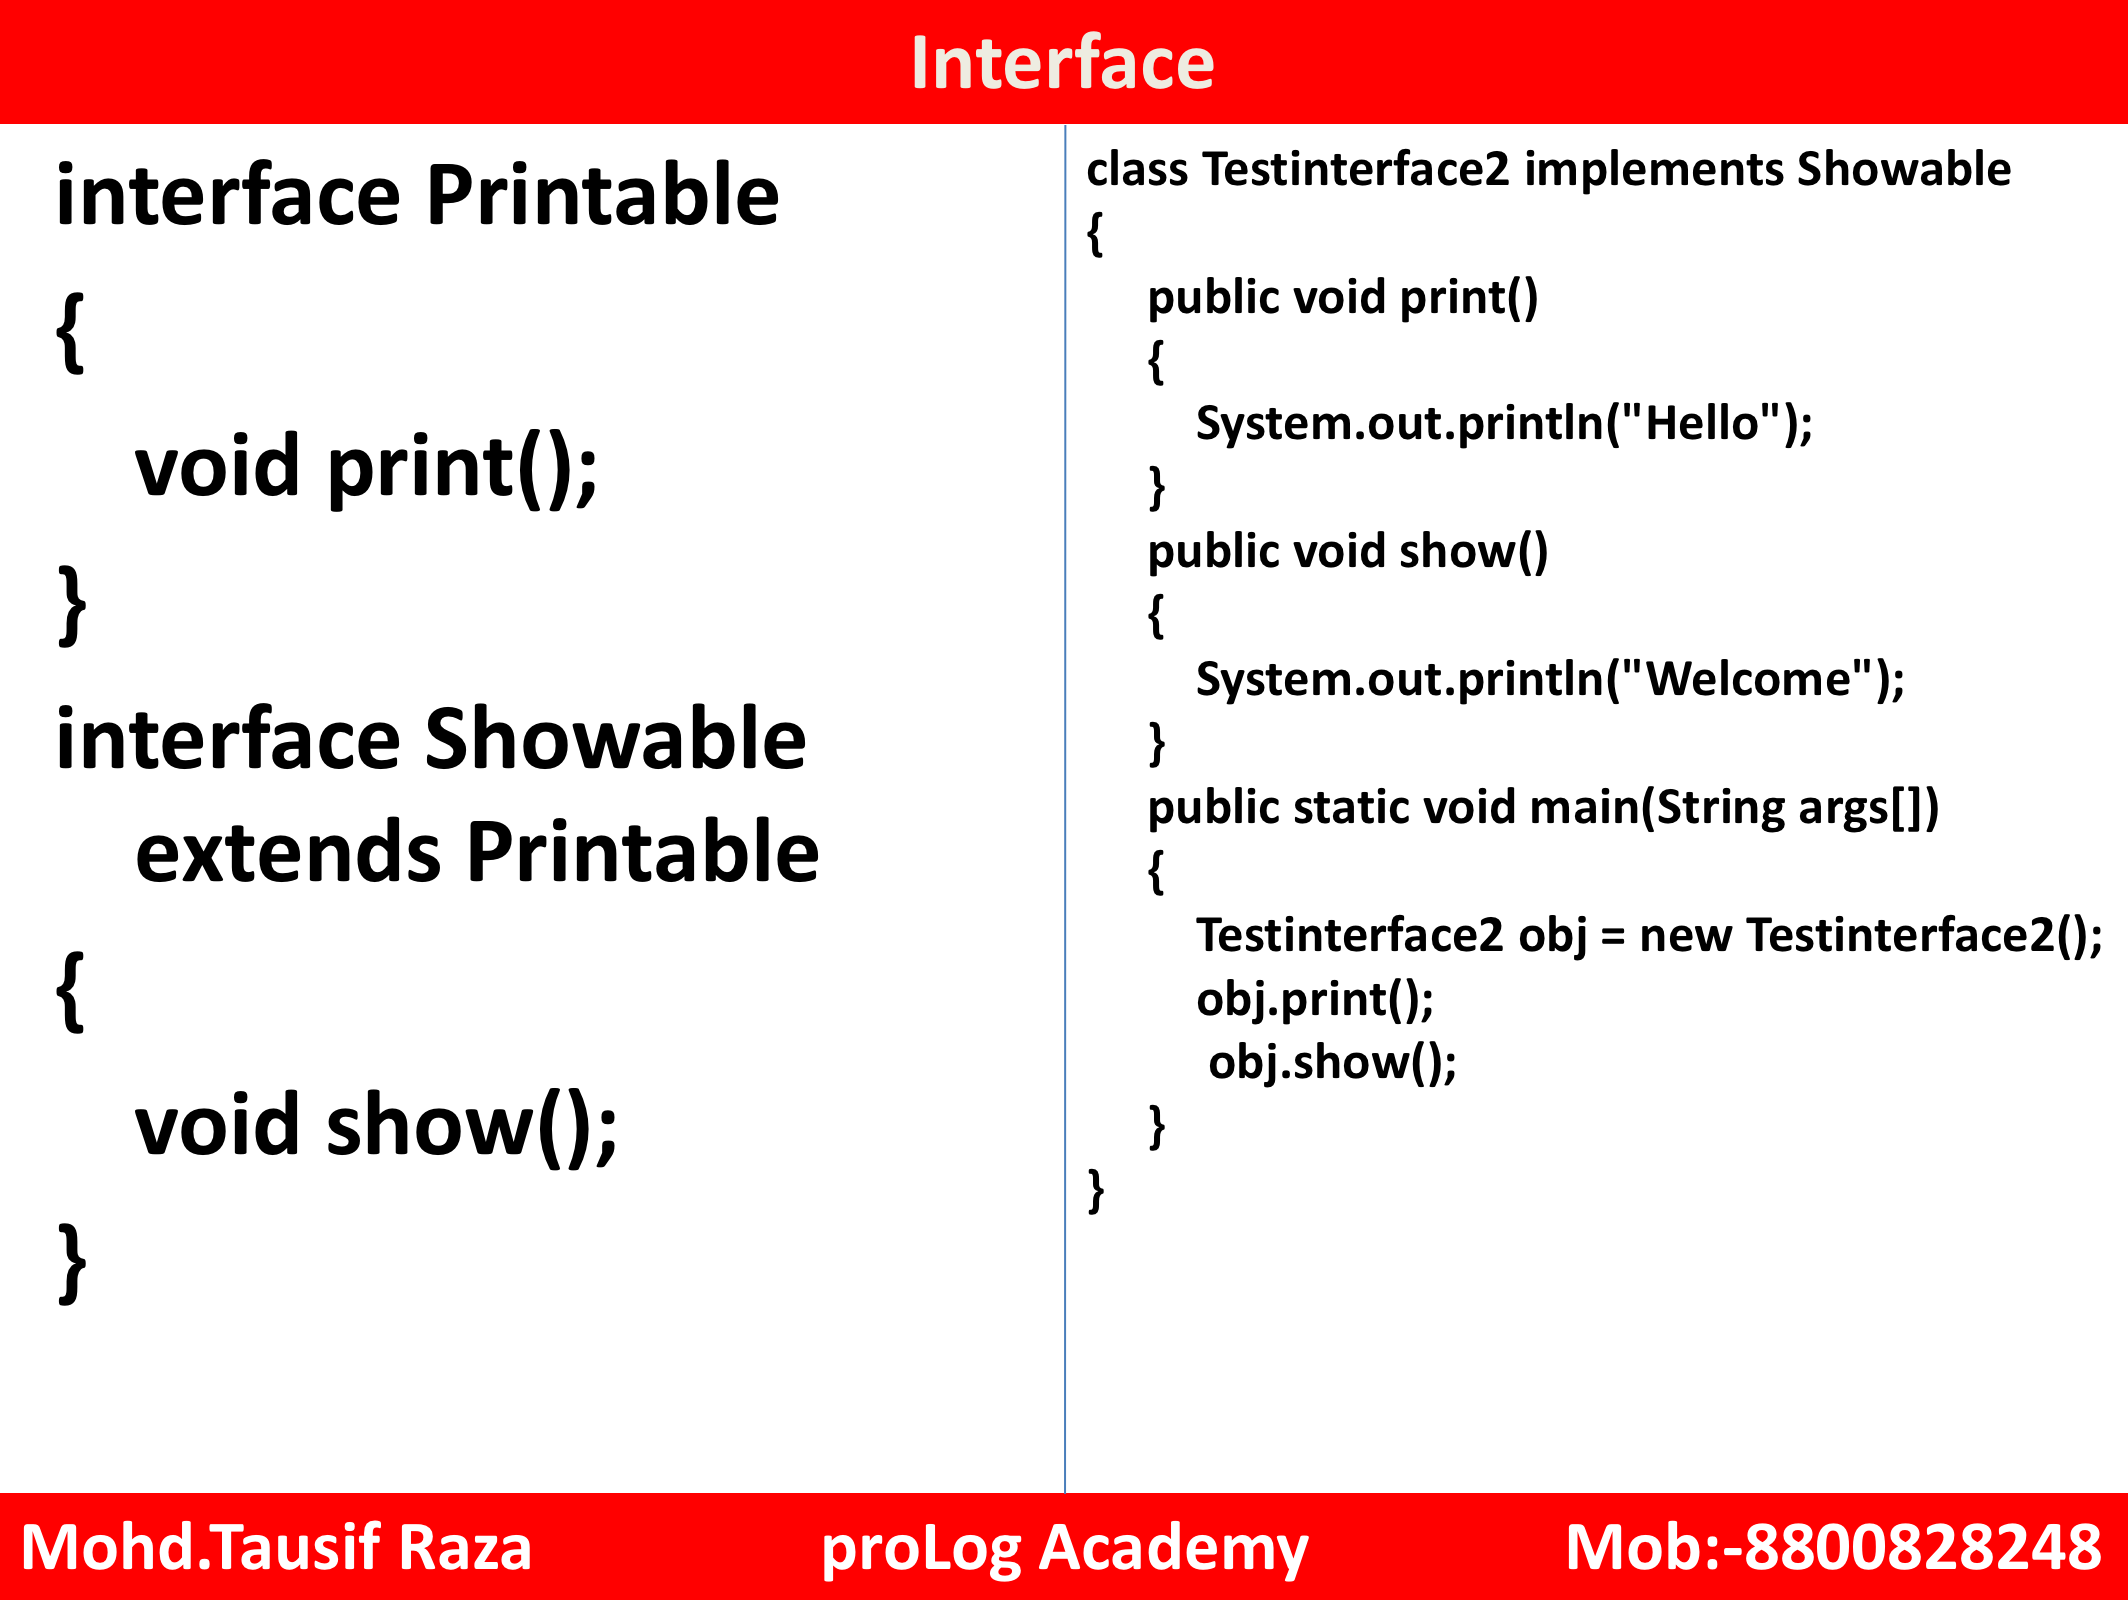 Interface
interface Printable
{
void print();
}
interface Showable
extends Printable
{
void show();
}
class Testinterface2 implements Showable
{
public void print()
{
System.out.println("Hello");
}
public void show()
{
System.out.println("Welcome");
}
public static void main(String args[])
{
Testinterface2 obj = new Testinterface2();
obj.print();
obj.show();
}
}
Mohd.Tausif Raza
proLog Academy
Mob:-8800828248